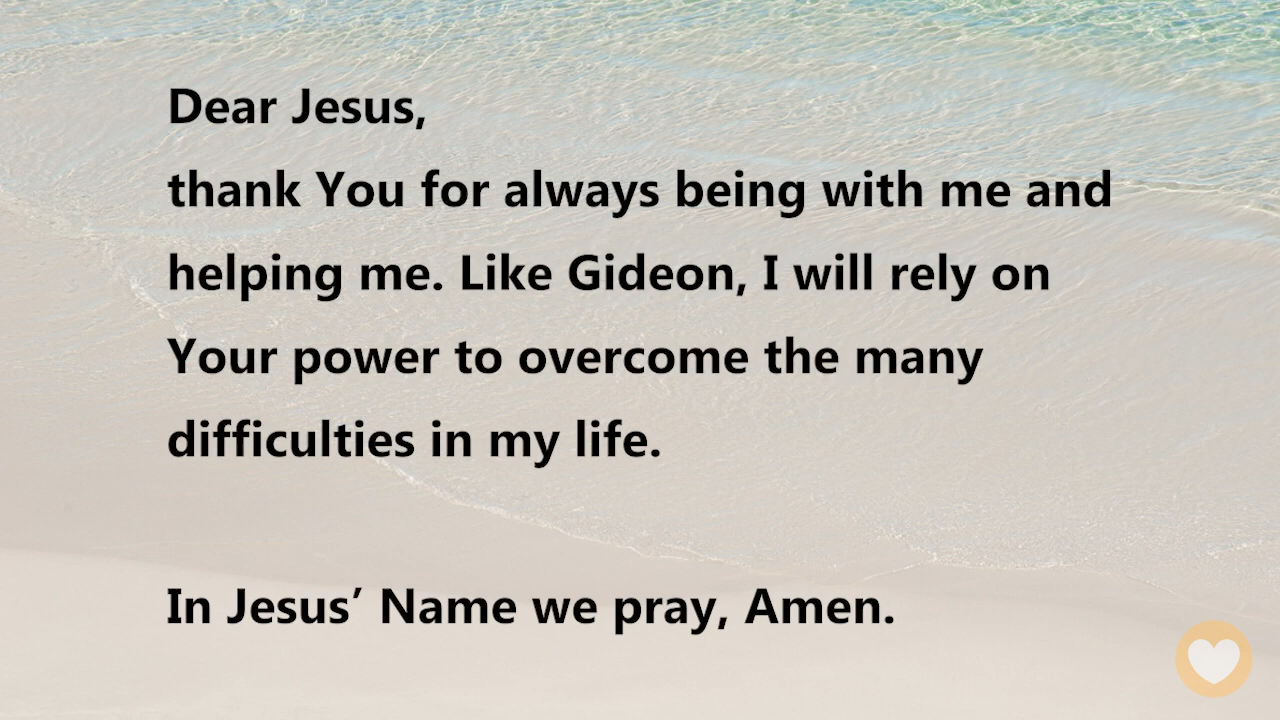 Dear Jesus,
thank You for always being with me and
helping me. Like Gideon, I will rely on
Your power to overcome the many
difficulties in my life.
In Jesus’ Name we pray, Amen.